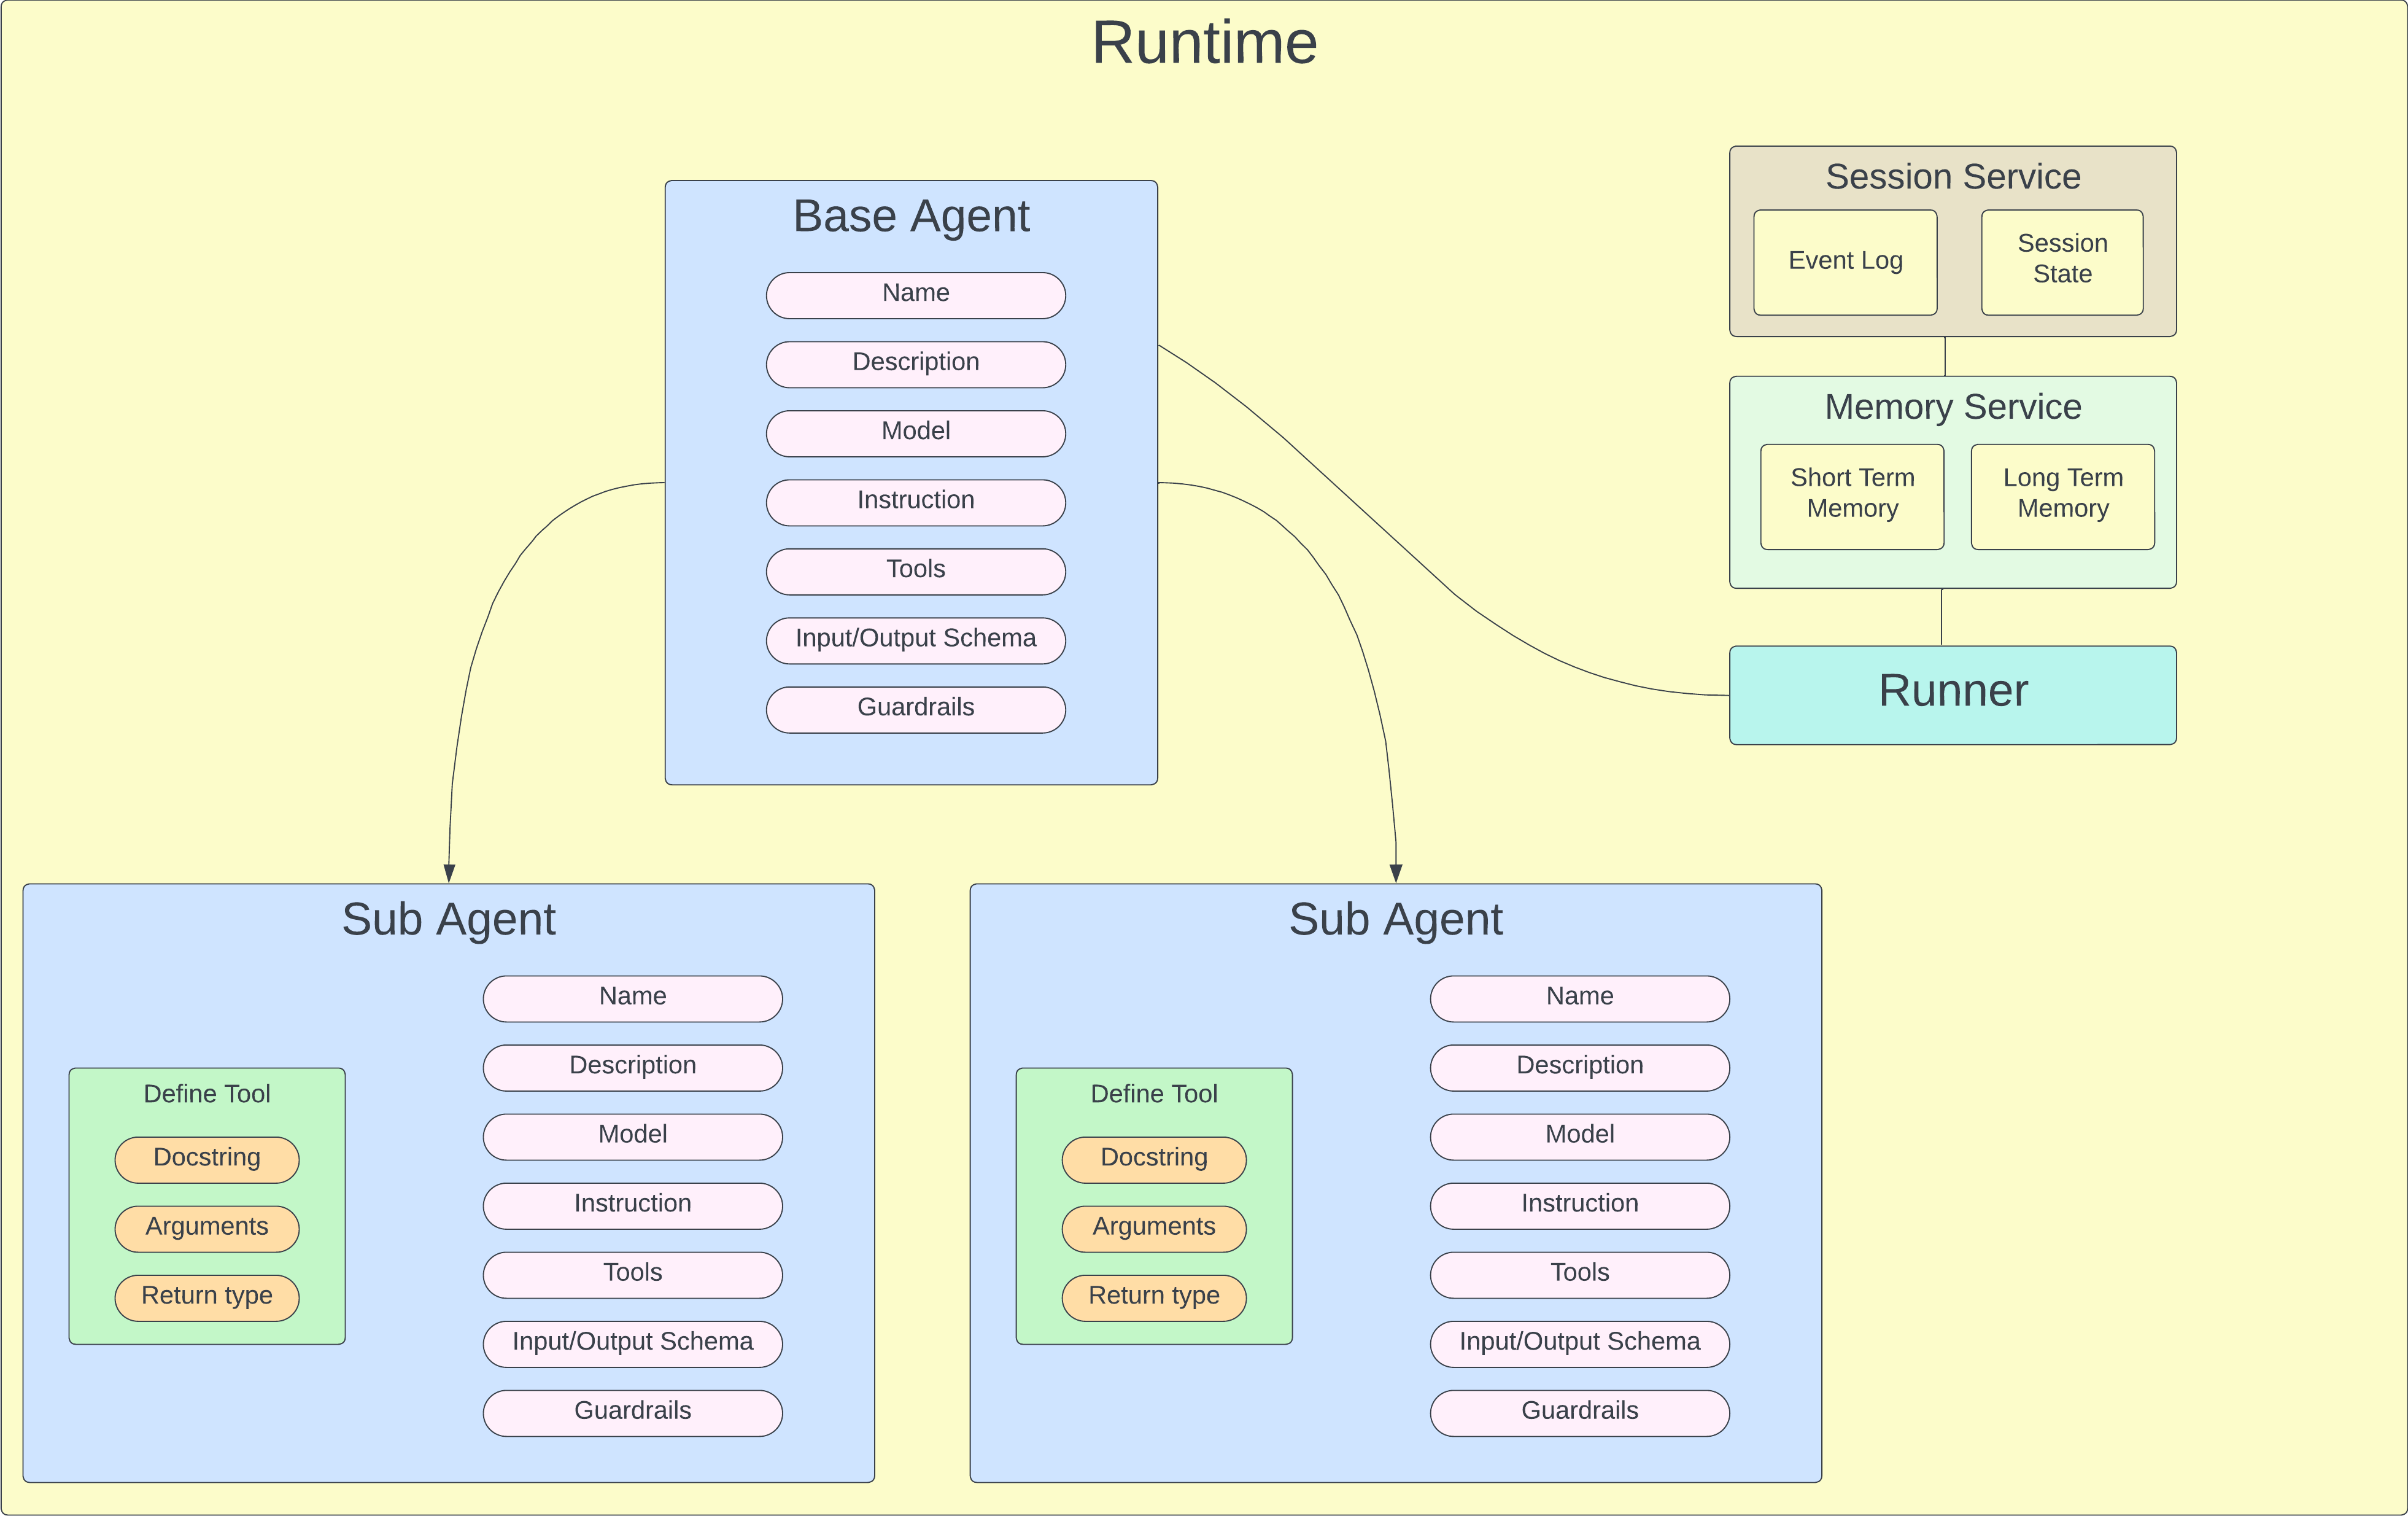 Runtime
Base Agent
Name
Description
Model
Instruction
Tools
Input/Output Schema
Guardrails
Session Service
Event Log
Session
State
Memory Service
Short Term
Memory
Long Term
Memory
Runner
Sub Agent
Define Tool
Docstring
Arguments
Return type
Name
Description
Model
Instruction
Tools
Input/Output Schema
Guardrails
Sub Agent
Define Tool
Docstring
Arguments
Return type
Name
Description
Model
Instruction
Tools
Input/Output Schema
Guardrails